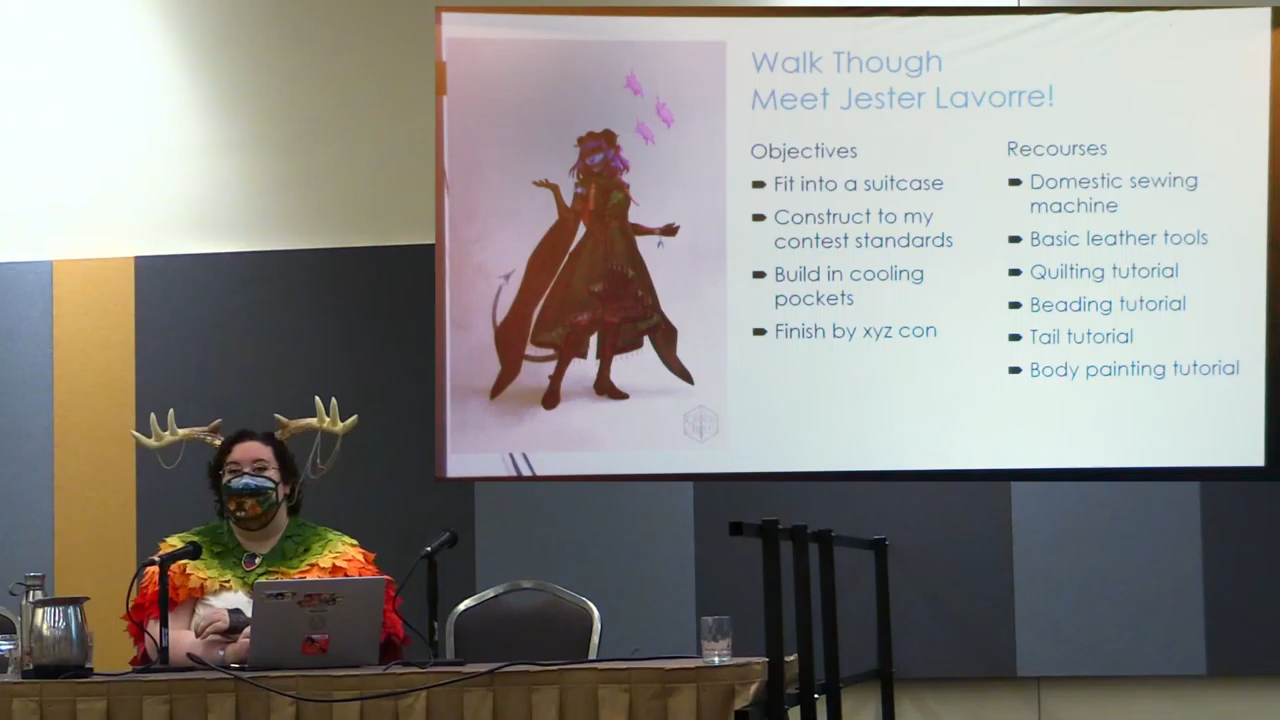 Walk Though
Meet Jester Lavorre!
Objectives
Fit into a suitcase
Construct to my
contest standards
Build in cooling
pockets
Finish by xyz con
Recourses
Domestic sewing
machine
Basic leather tools
Quilting tutorial
Beading tutorial
Tail tutorial
Body painting tutorial